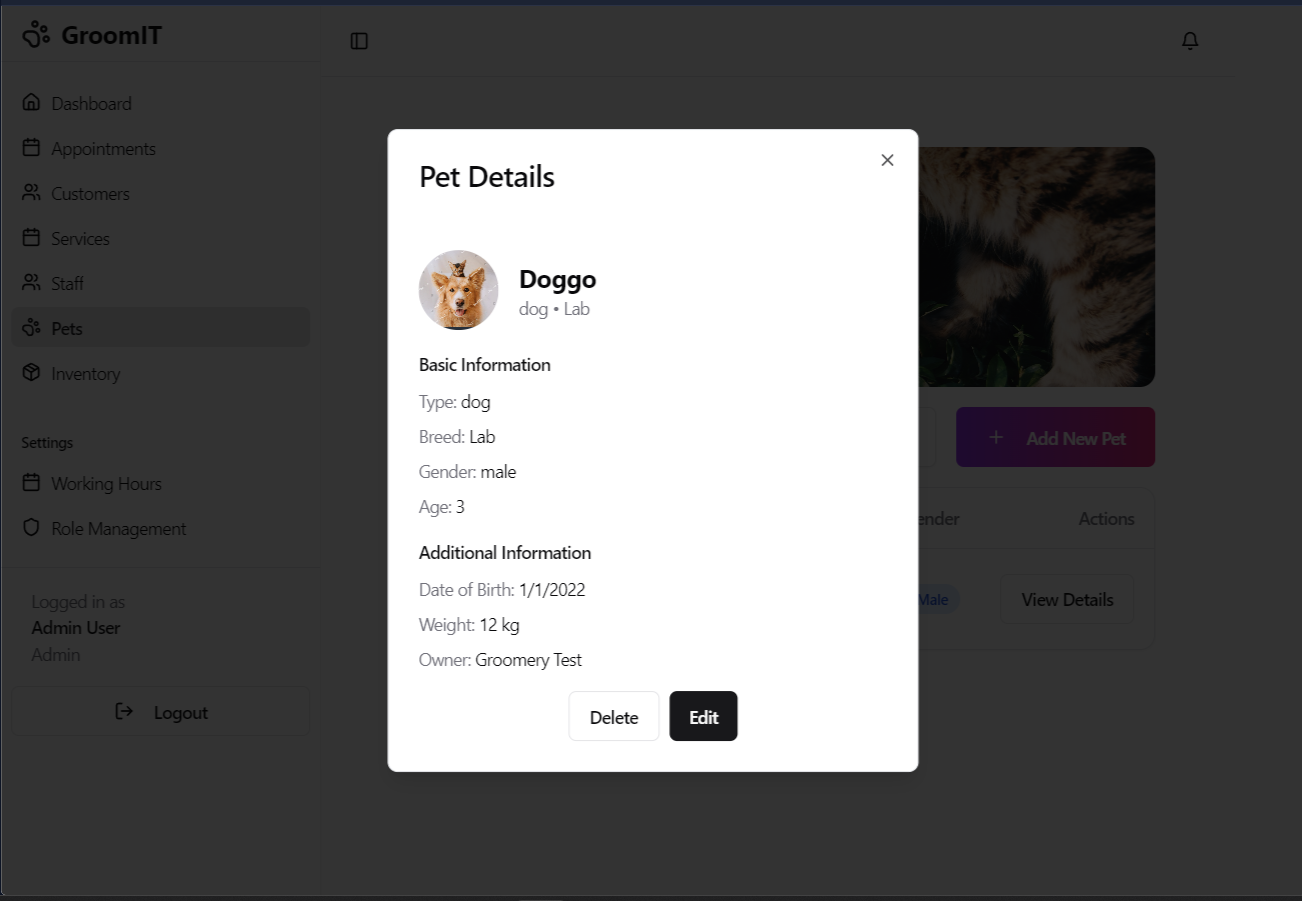 GroomIT
Dashboard
Appointments
Customers
Services
Staff
Pets
Inventory
Settings
Working Hours
Role Management
Logged in as
Admin User
Admin
Logout
Pet Details
Doggo
dog • Lab
Basic Information
Type: dog
Breed: Lab
Gender: male
Age: 3
Additional Information
Date of Birth: 1/1/2022
Weight: 12 kg
Owner: Groomery Test
Delete
Edit
Add New Pet
ender
Actions
Male
View Details